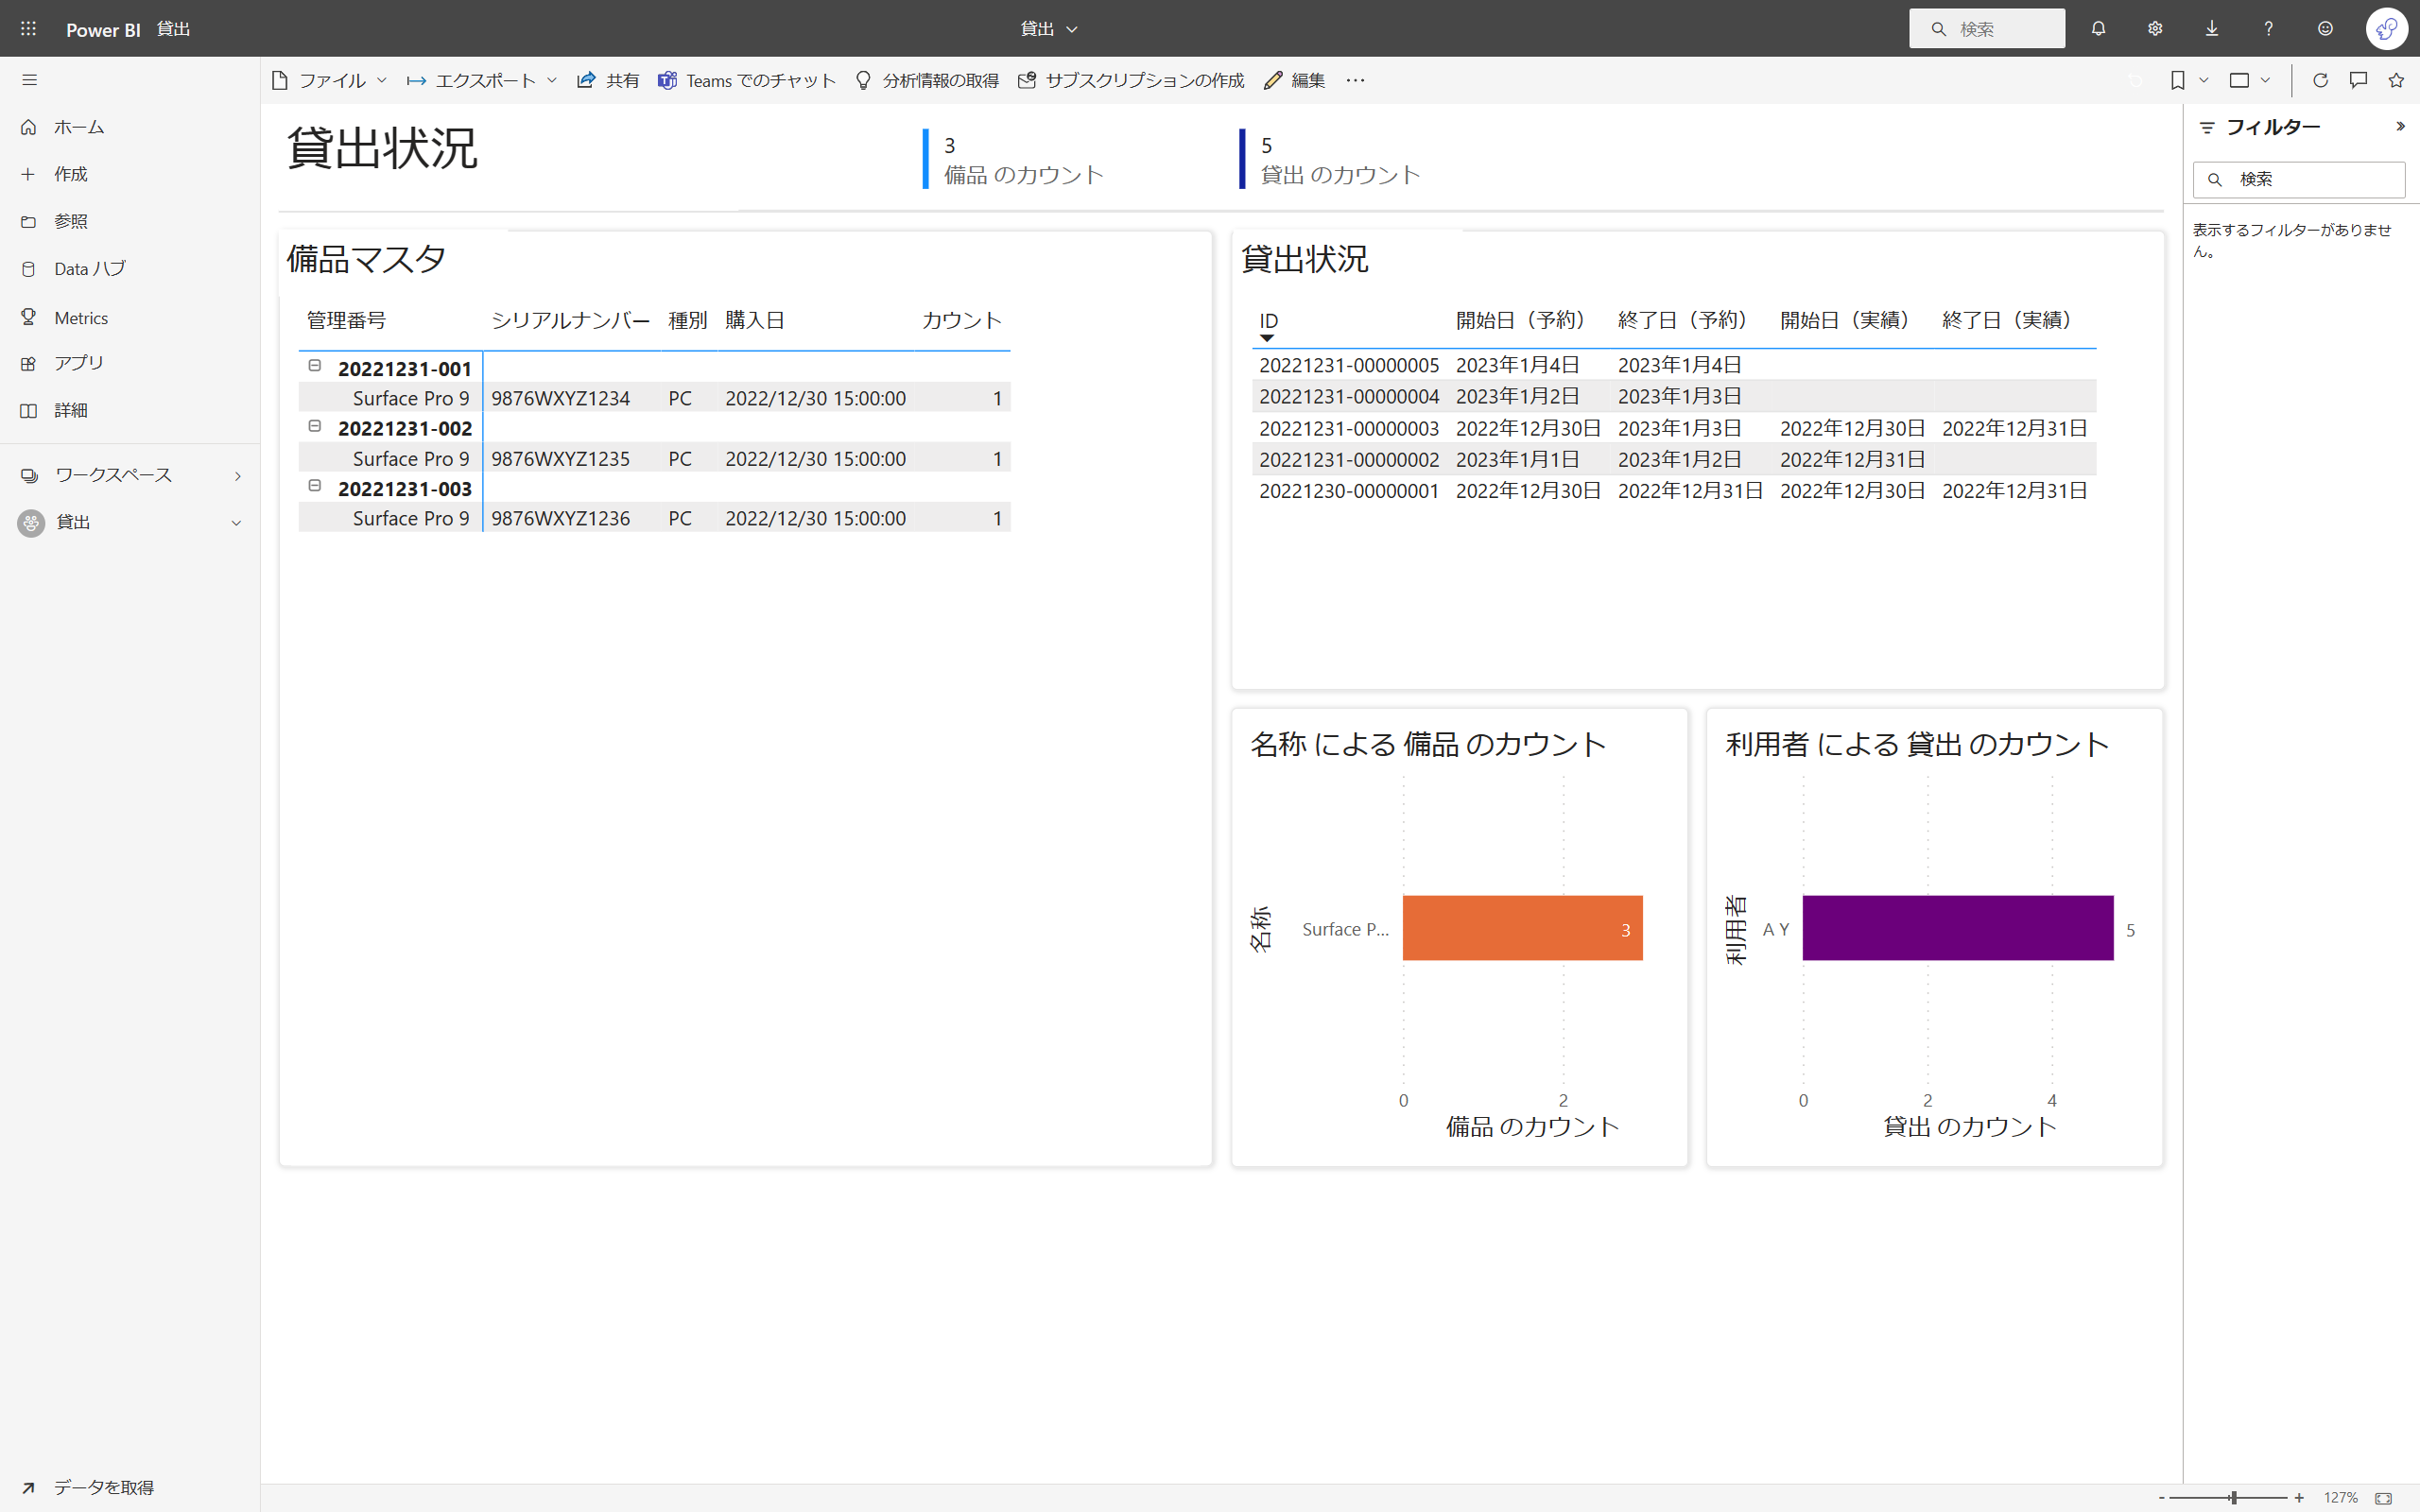 Power BI 貸出
貸出
検索
ファイル エクスポート 共有 Teams でのチャット 分析情報の取得 サブスクリプションの作成 編集 …
ホーム
作成
参照
Data ハブ
Metrics
アプリ
詳細
ワークスペース
貸出
データを取得
貸出状況
3
備品 のカウント
5
貸出 のカウント
備品マスタ
管理番号 シリアルナンバー 種別 購入日 カウント
20221231-001
Surface Pro 9 9876WXYZ1234 PC 2022/12/30 15:00:00 1
20221231-002
Surface Pro 9 9876WXYZ1235 PC 2022/12/30 15:00:00 1
20221231-003
Surface Pro 9 9876WXYZ1236 PC 2022/12/30 15:00:00 1
貸出状況
ID 開始日（予約） 終了日（予約） 開始日（実績） 終了日（実績）
20221231-00000005 2023年1月4日 2023年1月4日
20221231-00000004 2023年1月2日 2023年1月3日
20221231-00000003 2022年12月30日 2023年1月3日 2022年12月30日 2022年12月31日
20221231-00000002 2023年1月1日 2023年1月2日 2022年12月31日
20221230-00000001 2022年12月30日 2022年12月31日 2022年12月30日 2022年12月31日
名称 による 備品 のカウント
名称
Surface P...
3
0 2
備品 のカウント
利用者 による 貸出 のカウント
利用者
A Y
5
0 2 4
貸出 のカウント
フィルター
検索
表示するフィルターがありませ
ん。
- + 127%